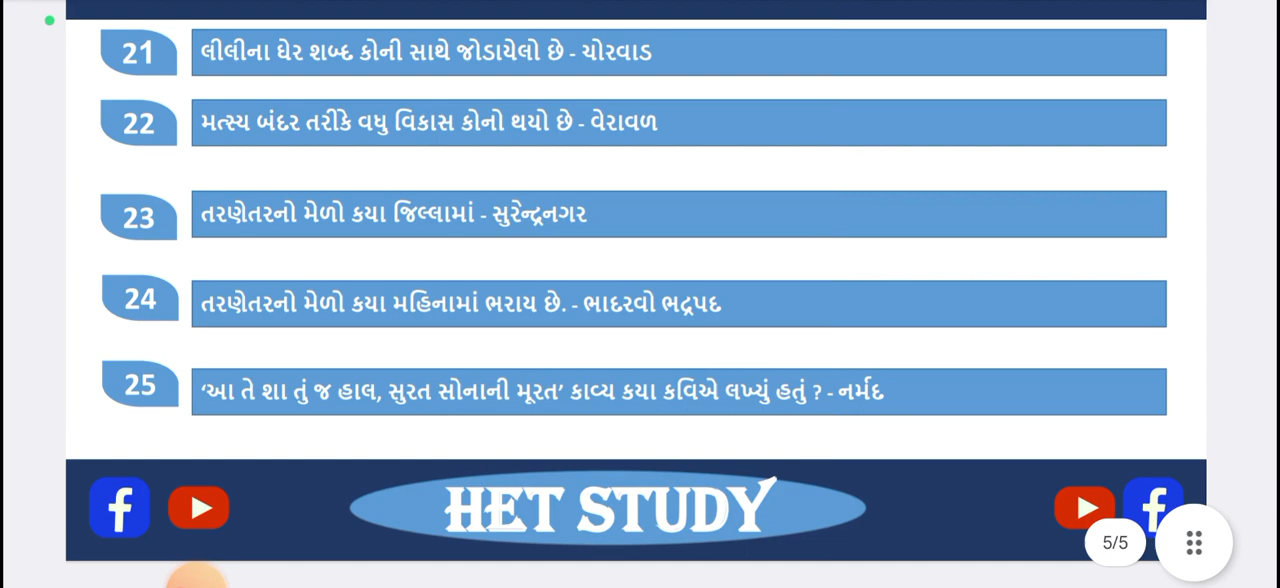 21 લીલીના ઘેર શબ્દ કોની સાથે જોડાયેલો છે - ચોરવાડ
22 મત્સ્ય બંદર તરીકે વધુ વિકાસ કોનો થયો છે - વેરાવળ
23 તરણેતરનો મેળો કયા જિલ્લામાં - સુરેન્દ્રનગર
24 તરણેતરનો મેળો કયા મહિનામાં ભરાય છે. - ભાદરવો ભદ્રપદ
25 ‘આ તે શા તું જ હાલ, સુરત સોનાની મૂરત’ કાવ્ય કયા કવિએ લખ્યું હતું ? - નર્મદ
HET STUDY
5/5